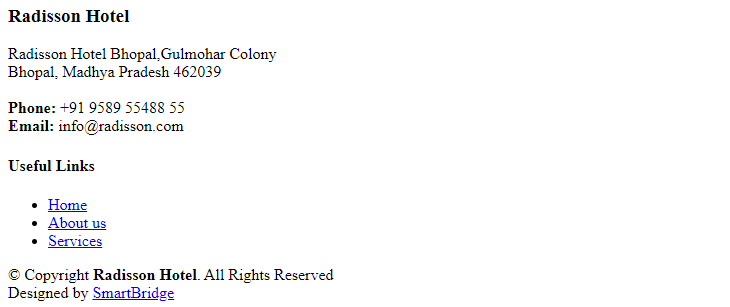 Radisson Hotel
Radisson Hotel Bhopal,Gulmohar Colony
Bhopal, Madhya Pradesh 462039
Phone: +91 9589 55488 55
Email: info@radisson.com
Useful Links
Home
About us
Services
© Copyright Radisson Hotel. All Rights Reserved
Designed by SmartBridge